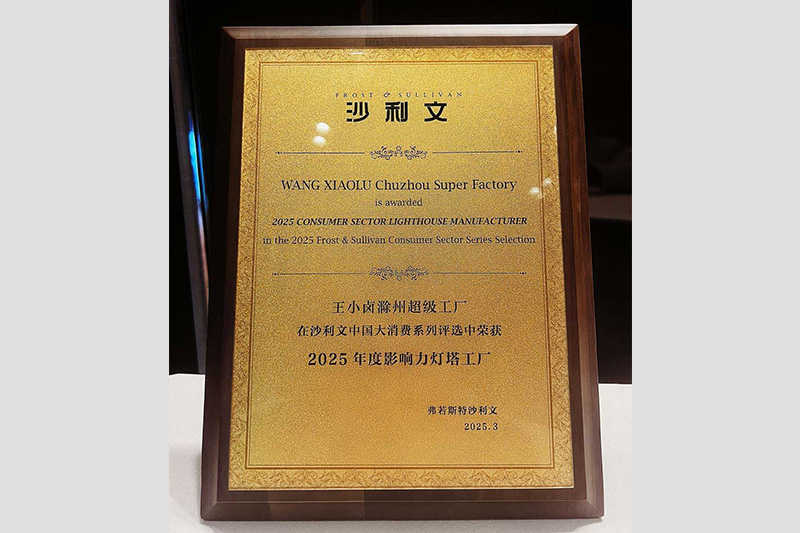 FROST & SULLIVAN
沙利文
WANG XIAOLU Chuzhou Super Factory
is awarded
2025 CONSUMER SECTOR LIGHTHOUSE MANUFACTURER
in the 2025 Frost & Sullivan Consumer Sector Series Selection
王小卤滁州超级工厂
在沙利文中国大消费系列评选中荣获
2025 年度影响力灯塔工厂
弗若斯特沙利文
2025.3